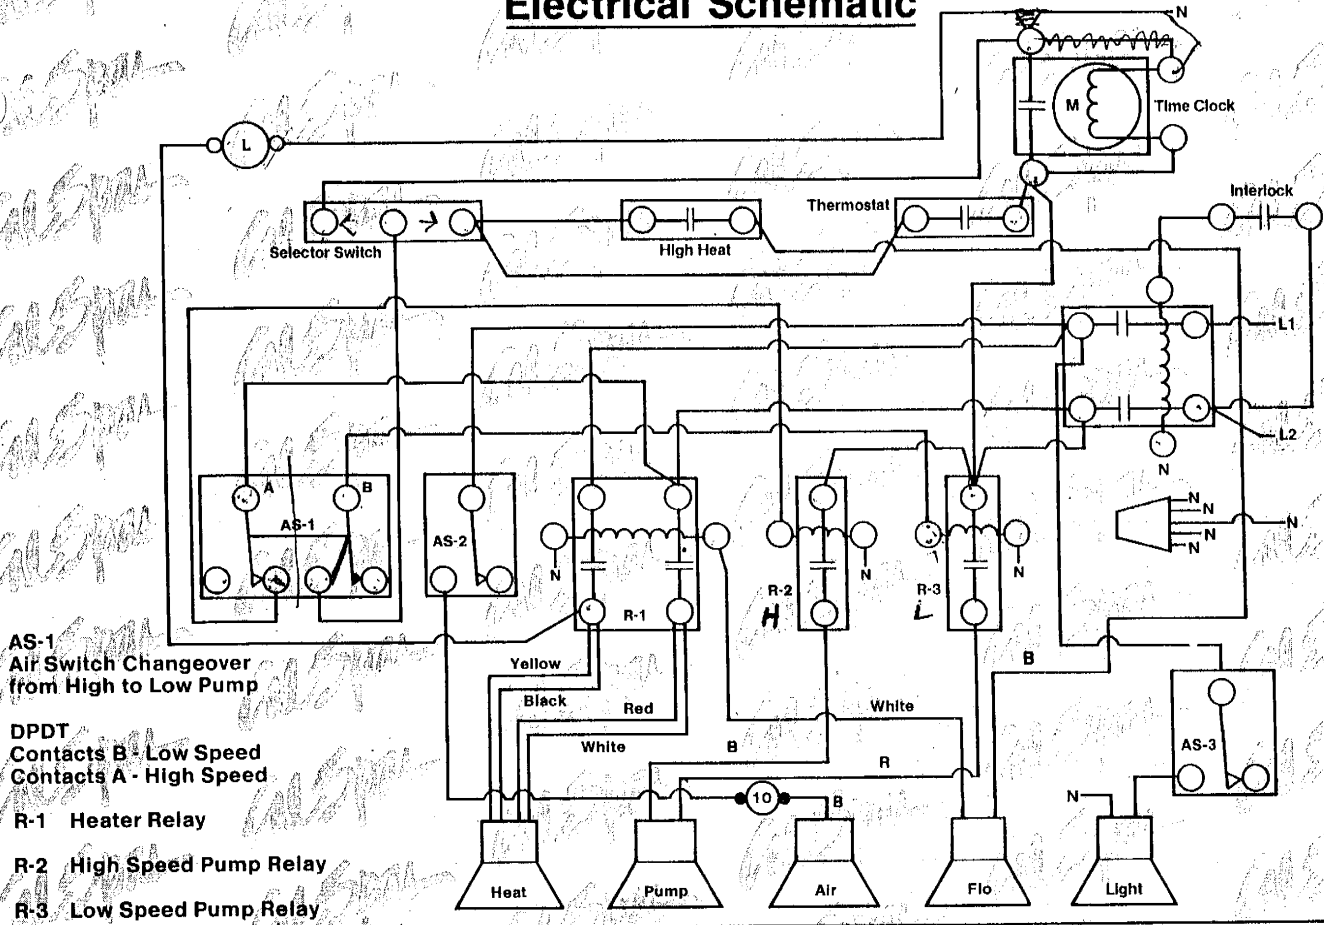 Electrical Schematic
N
M
Time Clock
L
Interlock
Thermostat
Selector Switch
High Heat
L1
L2
N
A
B
AS-1
AS-2
N
R-1
R-2
H
N
R-3
L
N
N
N
N
N
N
AS-1
Air Switch Changeover
from High to Low Pump
DPDT
Contacts B - Low Speed
Contacts A - High Speed
R-1 Heater Relay
R-2 High Speed Pump Relay
R-3 Low Speed Pump Relay
Yellow
Black
Red
White
B
White
R
B
AS-3
10
B
N
Heat
Pump
Air
Flo
Light
Cal Spas